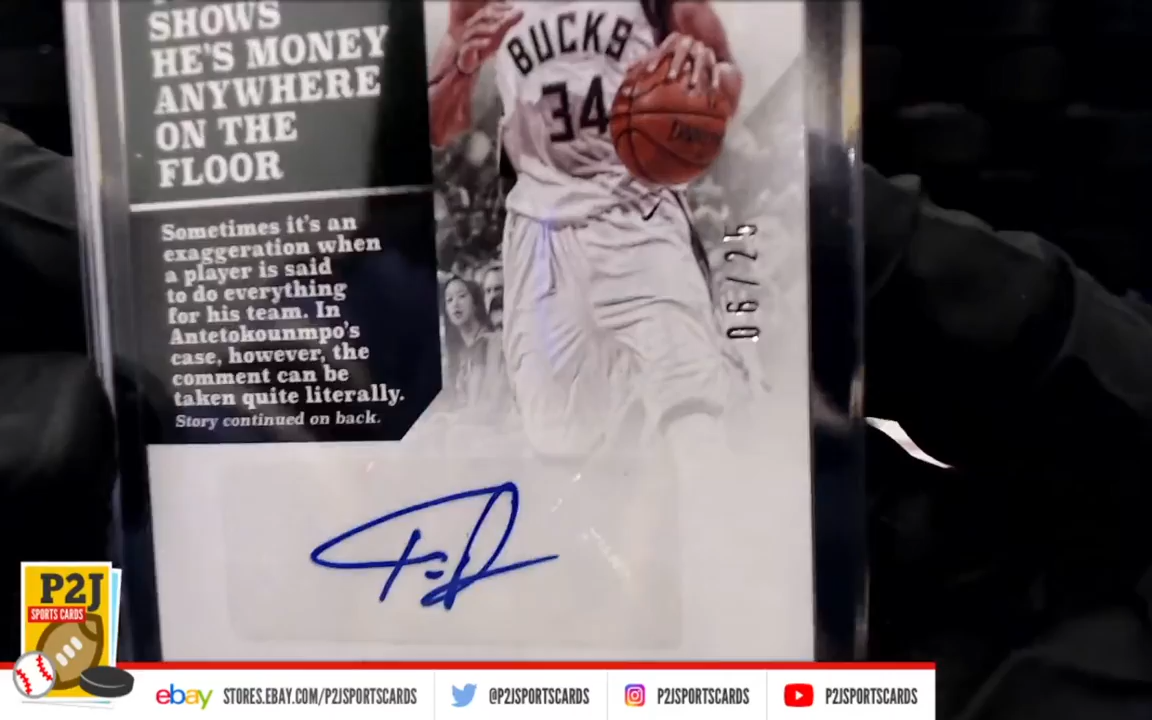 SHOWS
HE'S MONEY
ANYWHERE
ON THE
FLOOR
Sometimes it's an
exaggeration when
a player is said
to do everything
for his team. In
Antetokounmpo's
case, however, the
comment can be
taken quite literally.
Story continued on back.
BUCKS
34
06/25
P2J
SPORTS CARDS
ebay STORES.EBAY.COM/P2JSPORTSCARDS
@P2JSPORTSCARDS
P2JSPORTSCARDS
P2JSPORTSCARDS